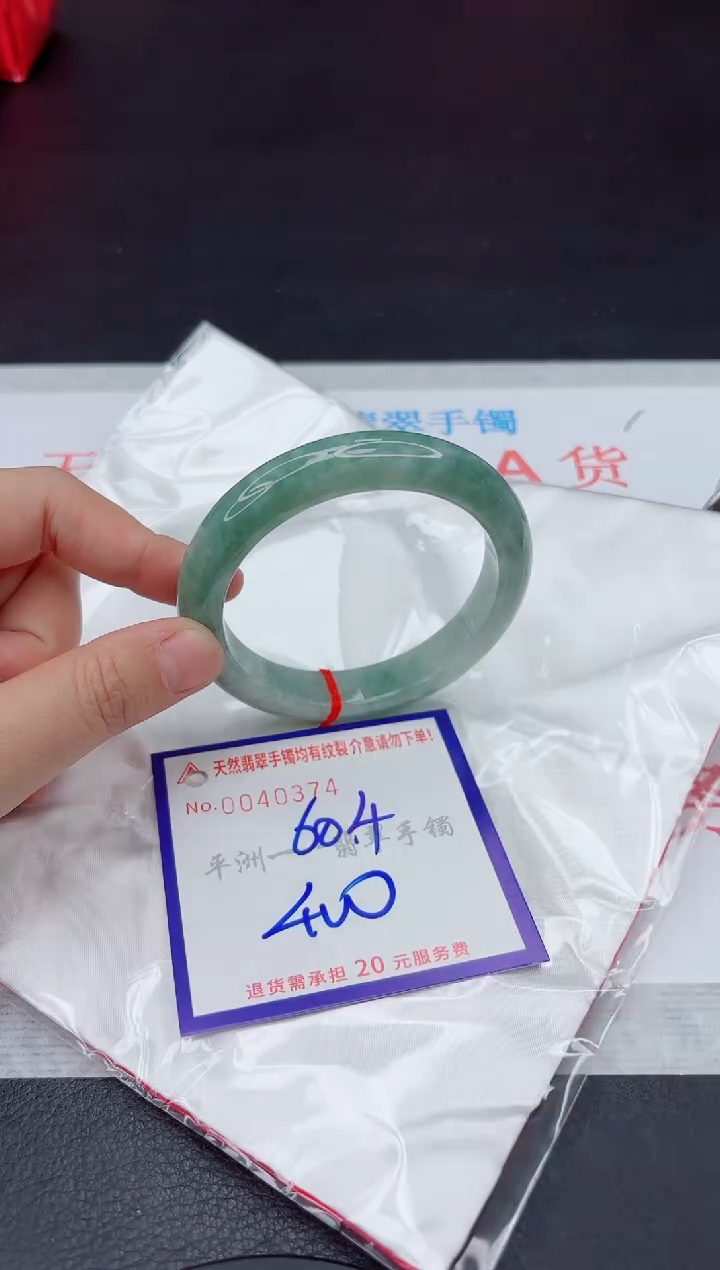 翡翠手镯
A 货
天然翡翠手镯均有纹裂介意请勿下单!
No.0040374
60.4
平洲一 翡翠手镯
400
退货需承担 20 元服务费